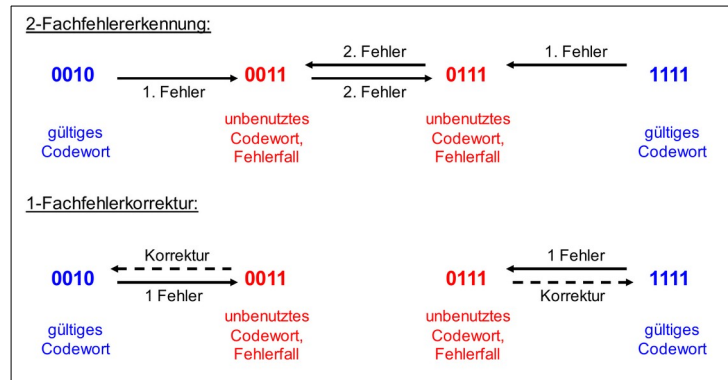 2-Fachfehlererkennung:
2. Fehler
1. Fehler
0010
0011
0111
1111
1. Fehler
2. Fehler
gültiges
Codewort
unbenutztes
Codewort,
Fehlerfall
unbenutztes
Codewort,
Fehlerfall
gültiges
Codewort
1-Fachfehlerkorrektur:
Korrektur
1 Fehler
0010
0011
0111
1111
1 Fehler
Korrektur
gültiges
Codewort
unbenutztes
Codewort,
Fehlerfall
unbenutztes
Codewort,
Fehlerfall
gültiges
Codewort